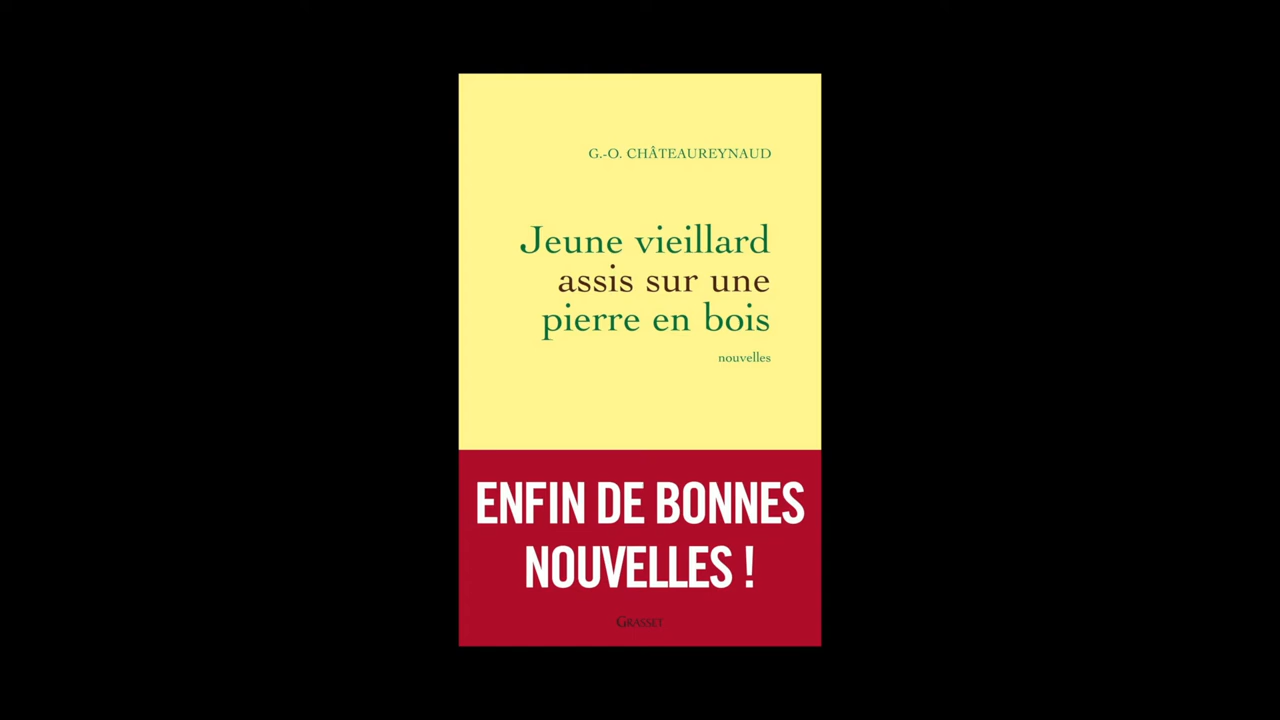 G.-O. CHÂTEAUREYNAUD
Jeune vieillard
assis sur une
pierre en bois
nouvelles
ENFIN DE BONNES
NOUVELLES !
GRASSET